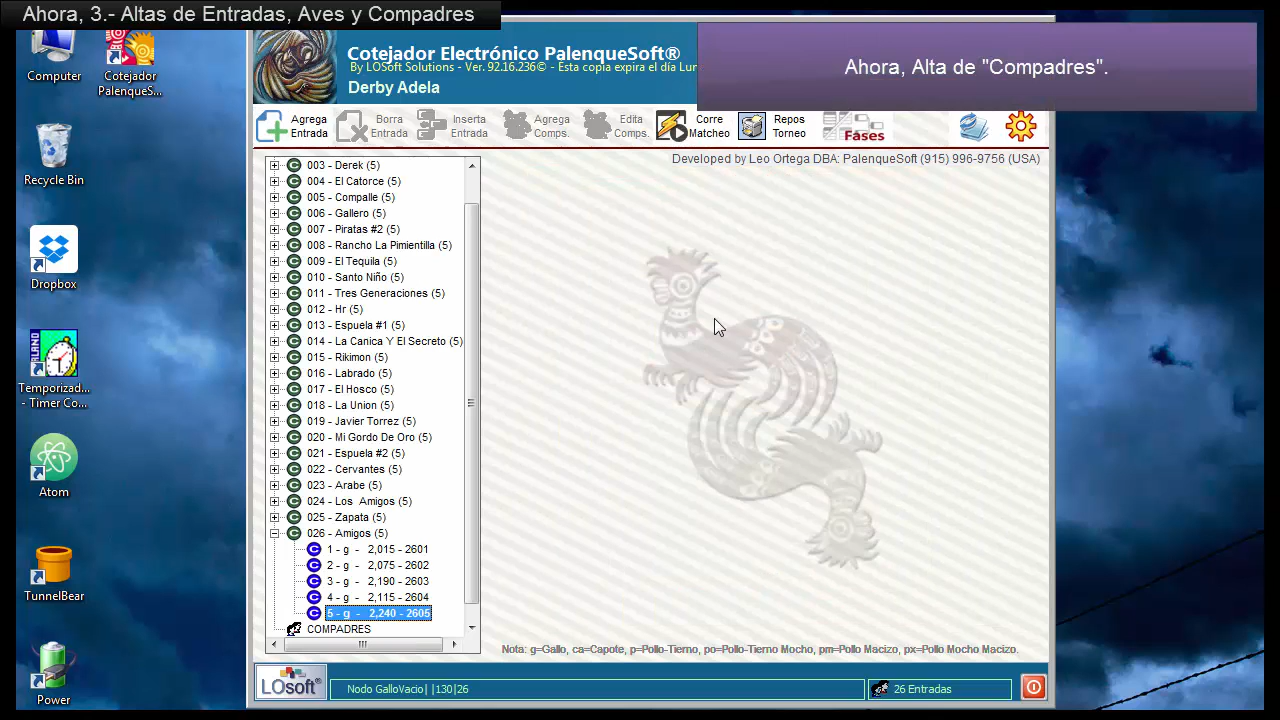 Ahora, 3.- Altas de Entradas, Aves y Compadres
Ahora, Alta de "Compadres".
Computer
Cotejador
PalenqueS...
Recycle Bin
Dropbox
Temporizad...
- Timer Co...
Atom
TunnelBear
Power
Cotejador Electrónico PalenqueSoft®
By LOSoft Solutions - Ver. 92.16.236© - Esta copia expira el día Lun
Derby Adela
Agrega
Entrada
Borra
Entrada
Inserta
Entrada
Agrega
Comps.
Edita
Comps.
Corre
Matcheo
Repos
Torneo
FASES
Developed by Leo Ortega DBA: PalenqueSoft (915) 996-9756 (USA)
003 - Derek (5)
004 - El Catorce (5)
005 - Compalle (5)
006 - Gallero (5)
007 - Piratas #2 (5)
008 - Rancho La Pimientilla (5)
009 - El Tequila (5)
010 - Santo Niño (5)
011 - Tres Generaciones (5)
012 - Hr (5)
013 - Espuela #1 (5)
014 - La Canica Y El Secreto (5)
015 - Rikimon (5)
016 - Labrado (5)
017 - El Hosco (5)
018 - La Union (5)
019 - Javier Torrez (5)
020 - Mi Gordo De Oro (5)
021 - Espuela #2 (5)
022 - Cervantes (5)
023 - Arabe (5)
024 - Los  Amigos (5)
025 - Zapata (5)
026 - Amigos (5)
1 - g  -   2,015 - 2601
2 - g  -   2,075 - 2602
3 - g  -   2,190 - 2603
4 - g  -   2,115 - 2604
5 - g  -   2,240 - 2605
COMPADRES
Nota: g=Gallo, ca=Capote, p=Pollo-Tierno, po=Pollo-Tierno Mocho, pm=Pollo Macizo, px=Pollo Mocho Macizo.
LOsoft®
Nodo GalloVacio| |130|26
26 Entradas